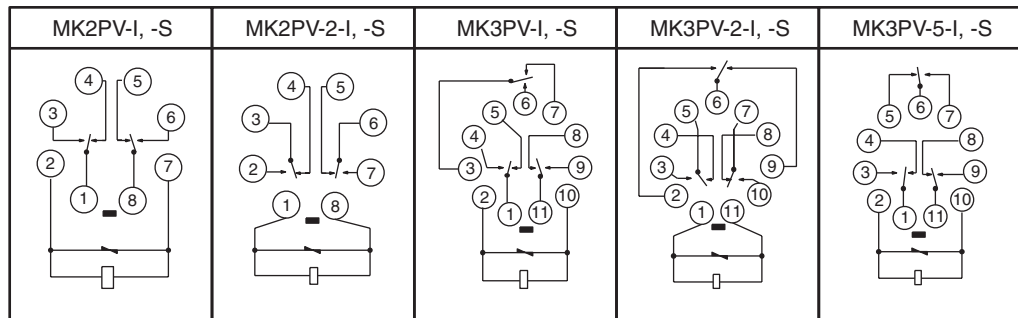 MK2PV-I, -S MK2PV-2-I, -S MK3PV-I, -S MK3PV-2-I, -S MK3PV-5-I, -S
4 5 3 6 2 7 1 8
4 5 3 6 2 7 1 8
6 7 5 4 8 3 9 2 10 1 11
6 5 7 4 8 3 9 2 10 1 11
5 6 7 4 8 3 9 2 10 1 11